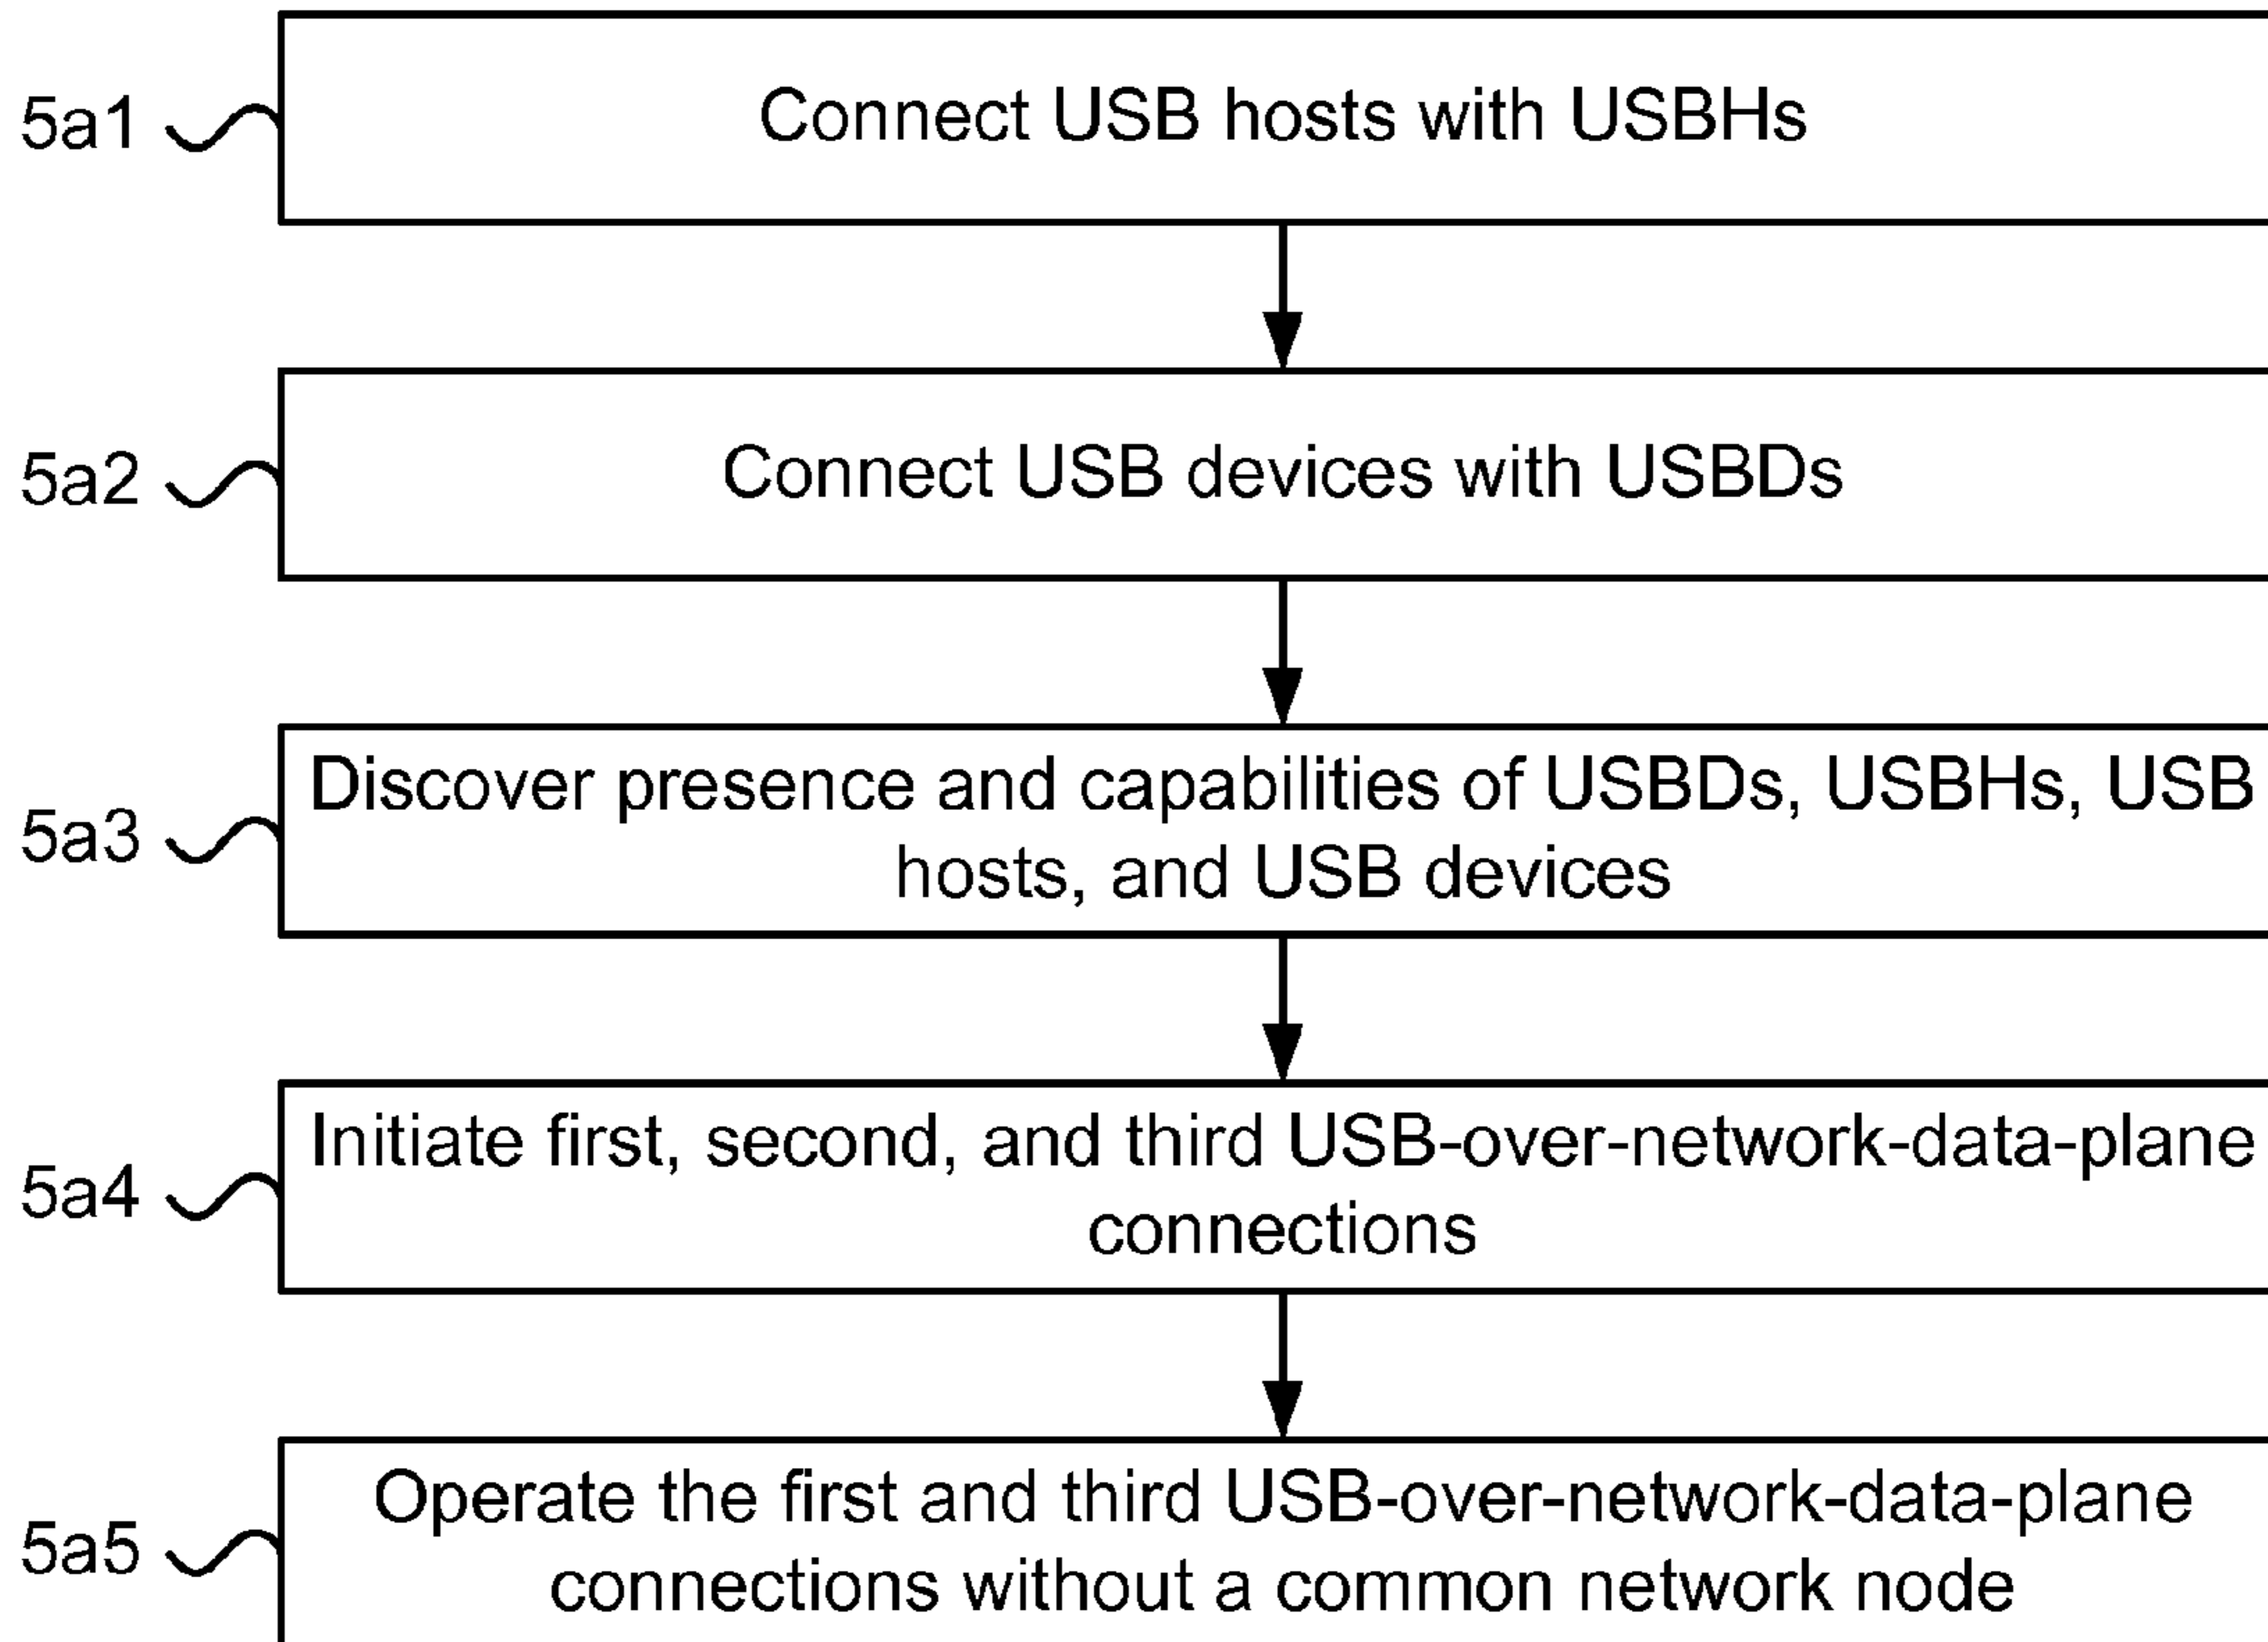 5a1
Connect USB hosts with USBHs
5a2
Connect USB devices with USBDs
5a3
Discover presence and capabilities of USBDs, USBHs, USB
hosts, and USB devices
5a4
Initiate first, second, and third USB-over-network-data-plane
connections
5a5
Operate the first and third USB-over-network-data-plane
connections without a common network node